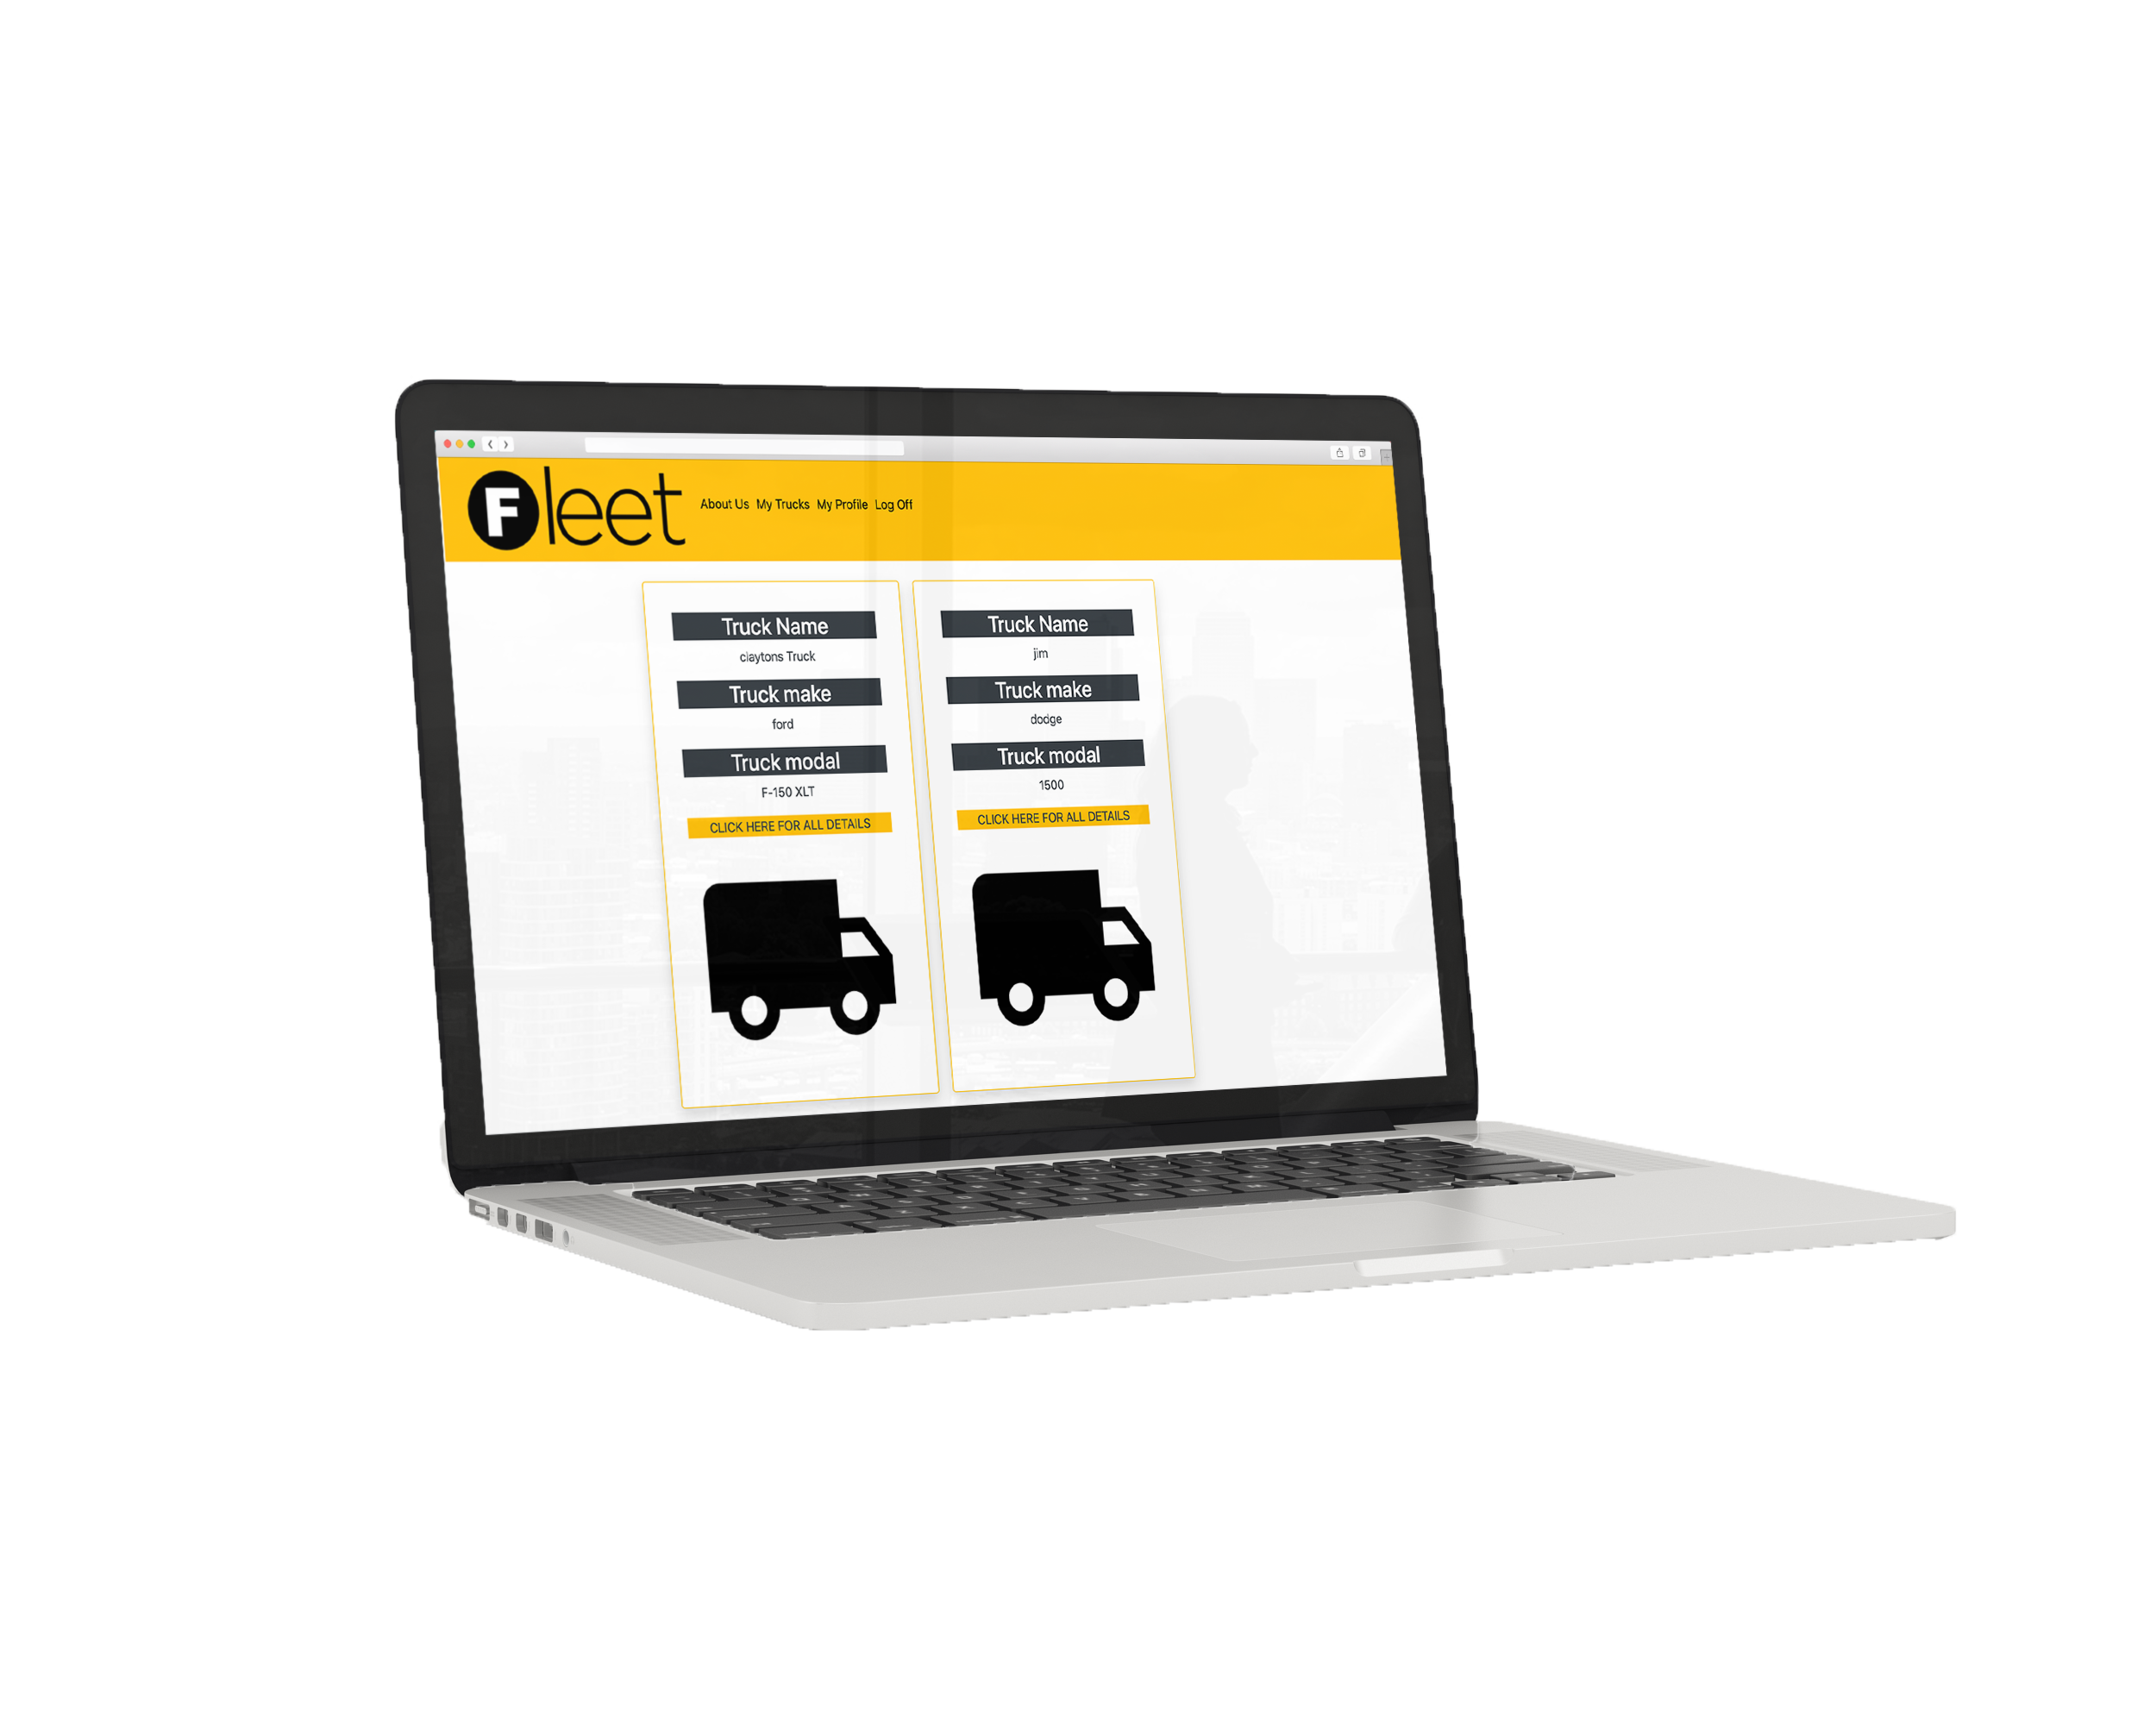 Fleet
About Us My Trucks My Profile Log Off
Truck Name
claytons Truck
Truck make
ford
Truck modal
F-150 XLT
CLICK HERE FOR ALL DETAILS
Truck Name
jim
Truck make
dodge
Truck modal
1500
CLICK HERE FOR ALL DETAILS